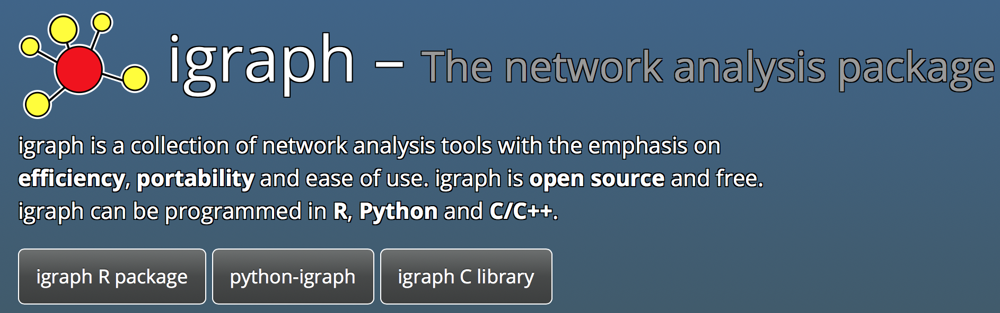 igraph – The network analysis package
igraph is a collection of network analysis tools with the emphasis on
efficiency, portability and ease of use. igraph is open source and free.
igraph can be programmed in R, Python and C/C++.
igraph R package
python-igraph
igraph C library